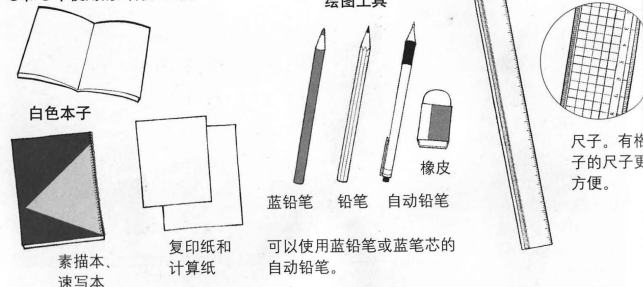 绘图工具
白色本子
橡皮
蓝铅笔
铅笔
自动铅笔
尺子。有格
子的尺子更
方便。
素描本、
速写本
复印纸和
计算纸
可以使用蓝铅笔或蓝笔芯的
自动铅笔。